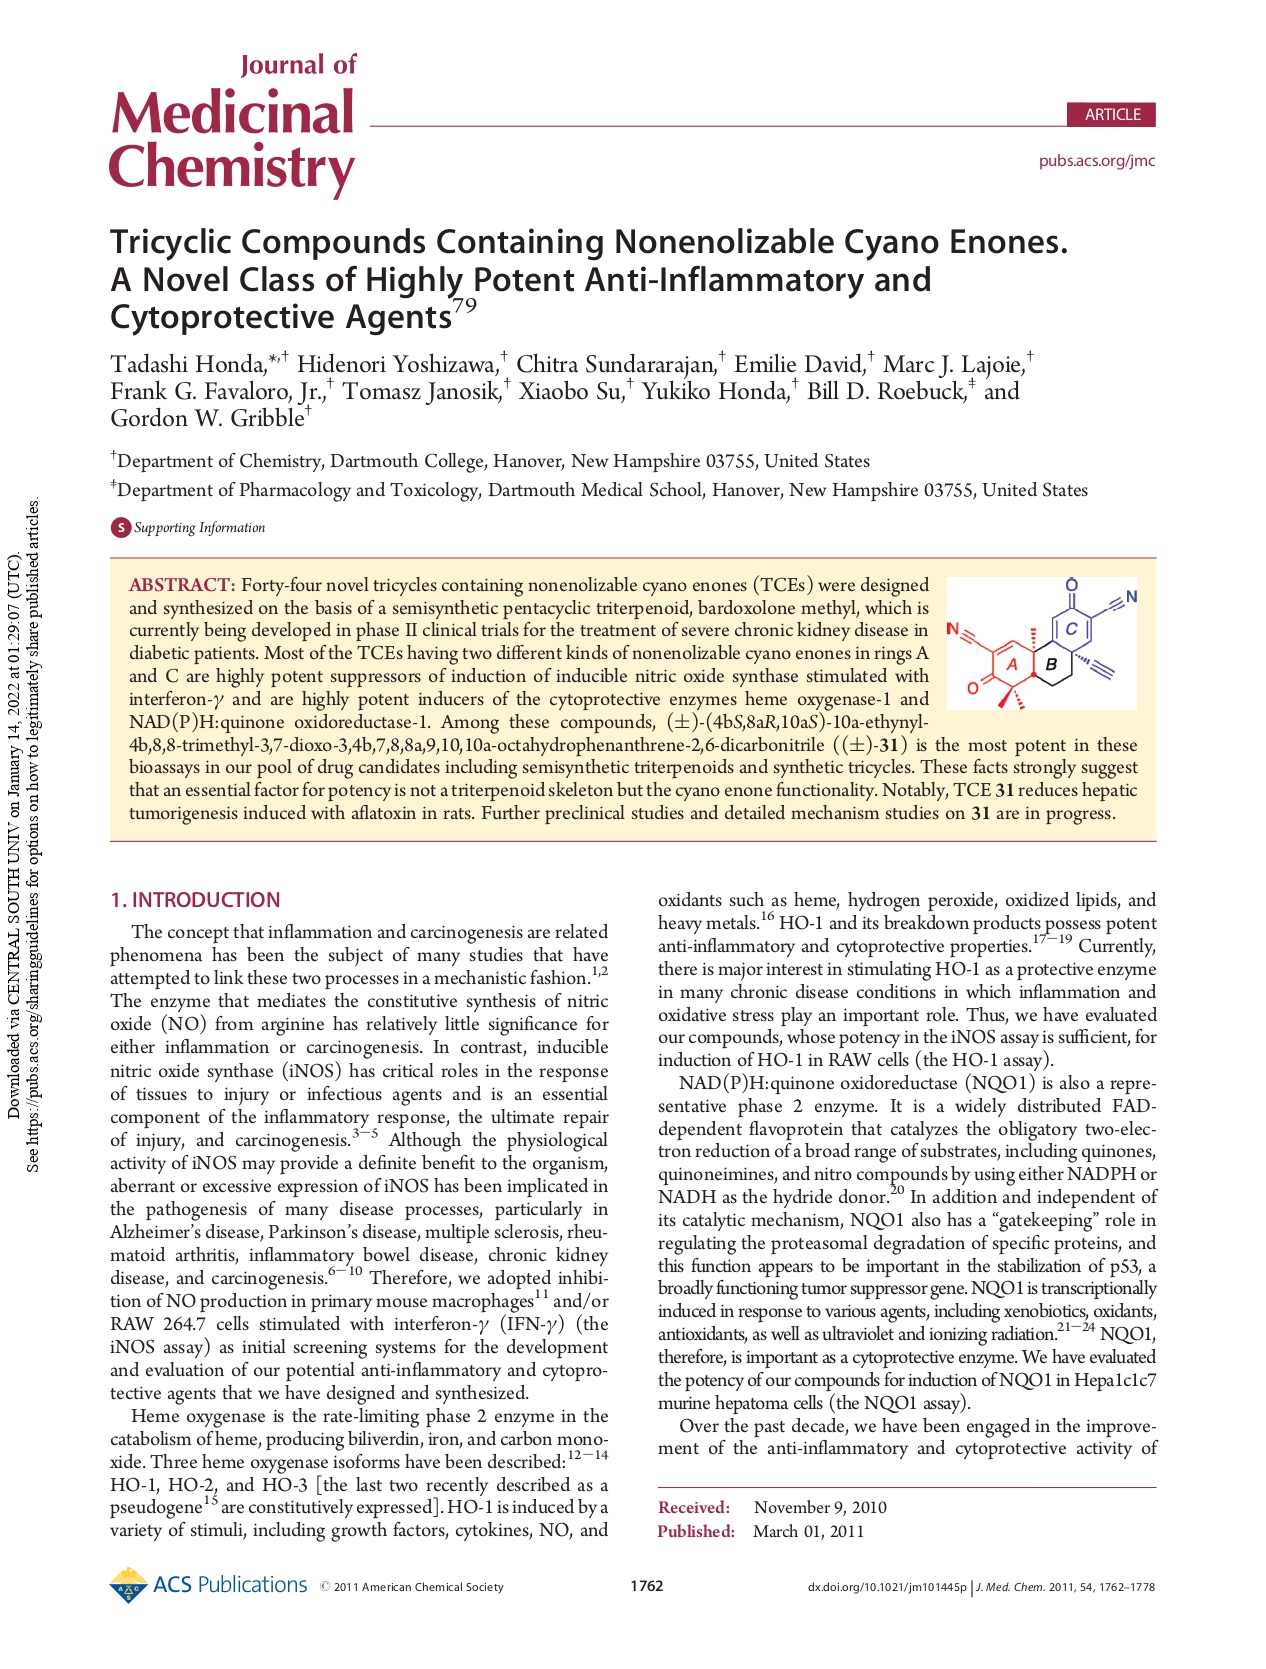 Journal of
Medicinal
Chemistry
ARTICLE
pubs.acs.org/jmc
Tricyclic Compounds Containing Nonenolizable Cyano Enones.
A Novel Class of Highly Potent Anti-Inflammatory and
Cytoprotective Agents⁷⁹
Tadashi Honda,*,† Hidenori Yoshizawa,† Chitra Sundararajan,† Emilie David,† Marc J. Lajoie,†
Frank G. Favaloro, Jr.,† Tomasz Janosik,† Xiaobo Su,† Yukiko Honda,† Bill D. Roebuck,‡ and
Gordon W. Gribble†
†Department of Chemistry, Dartmouth College, Hanover, New Hampshire 03755, United States
‡Department of Pharmacology and Toxicology, Dartmouth Medical School, Hanover, New Hampshire 03755, United States
S Supporting Information
ABSTRACT: Forty-four novel tricycles containing nonenolizable cyano enones (TCEs) were designed
and synthesized on the basis of a semisynthetic pentacyclic triterpenoid, bardoxolone methyl, which is
currently being developed in phase II clinical trials for the treatment of severe chronic kidney disease in
diabetic patients. Most of the TCEs having two different kinds of nonenolizable cyano enones in rings A
and C are highly potent suppressors of induction of inducible nitric oxide synthase stimulated with
interferon-γ and are highly potent inducers of the cytoprotective enzymes heme oxygenase-1 and
NAD(P)H:quinone oxidoreductase-1. Among these compounds, (±)-(4bS,8aR,10aS)-10a-ethynyl-
4b,8,8-trimethyl-3,7-dioxo-3,4b,7,8,8a,9,10,10a-octahydrophenanthrene-2,6-dicarbonitrile ((±)-31) is the most potent in these
bioassays in our pool of drug candidates including semisynthetic triterpenoids and synthetic tricycles. These facts strongly suggest
that an essential factor for potency is not a triterpenoid skeleton but the cyano enone functionality. Notably, TCE 31 reduces hepatic
tumorigenesis induced with aflatoxin in rats. Further preclinical studies and detailed mechanism studies on 31 are in progress.
O
N
N
C
A
B
O
1. INTRODUCTION
The concept that inflammation and carcinogenesis are related
phenomena has been the subject of many studies that have
attempted to link these two processes in a mechanistic fashion.¹,²
The enzyme that mediates the constitutive synthesis of nitric
oxide (NO) from arginine has relatively little significance for
either inflammation or carcinogenesis. In contrast, inducible
nitric oxide synthase (iNOS) has critical roles in the response
of tissues to injury or infectious agents and is an essential
component of the inflammatory response, the ultimate repair
of injury, and carcinogenesis.³⁻⁵ Although the physiological
activity of iNOS may provide a definite benefit to the organism,
aberrant or excessive expression of iNOS has been implicated in
the pathogenesis of many disease processes, particularly in
Alzheimer's disease, Parkinson's disease, multiple sclerosis, rheu-
matoid arthritis, inflammatory bowel disease, chronic kidney
disease, and carcinogenesis.⁶⁻¹⁰ Therefore, we adopted inhibi-
tion of NO production in primary mouse macrophages¹¹ and/or
RAW 264.7 cells stimulated with interferon-γ (IFN-γ) (the
iNOS assay) as initial screening systems for the development
and evaluation of our potential anti-inflammatory and cytopro-
tective agents that we have designed and synthesized.
Heme oxygenase is the rate-limiting phase 2 enzyme in the
catabolism of heme, producing biliverdin, iron, and carbon mono-
xide. Three heme oxygenase isoforms have been described:¹²⁻¹⁴
HO-1, HO-2, and HO-3 [the last two recently described as a
pseudogene¹⁵ are constitutively expressed]. HO-1 is induced by a
variety of stimuli, including growth factors, cytokines, NO, and
oxidants such as heme, hydrogen peroxide, oxidized lipids, and
heavy metals.¹⁶ HO-1 and its breakdown products possess potent
anti-inflammatory and cytoprotective properties.¹⁷⁻¹⁹ Currently,
there is major interest in stimulating HO-1 as a protective enzyme
in many chronic disease conditions in which inflammation and
oxidative stress play an important role. Thus, we have evaluated
our compounds, whose potency in the iNOS assay is sufficient, for
induction of HO-1 in RAW cells (the HO-1 assay).
NAD(P)H:quinone oxidoreductase (NQO1) is also a repre-
sentative phase 2 enzyme. It is a widely distributed FAD-
dependent flavoprotein that catalyzes the obligatory two-elec-
tron reduction of a broad range of substrates, including quinones,
quinoneimines, and nitro compounds by using either NADPH or
NADH as the hydride donor.²⁰ In addition and independent of
its catalytic mechanism, NQO1 also has a “gatekeeping” role in
regulating the proteasomal degradation of specific proteins, and
this function appears to be important in the stabilization of p53, a
broadly functioning tumor suppressor gene. NQO1 is transcriptionally
induced in response to various agents, including xenobiotics, oxidants,
antioxidants, as well as ultraviolet and ionizing radiation.²¹⁻²⁴ NQO1,
therefore, is important as a cytoprotective enzyme. We have evaluated
the potency of our compounds for induction of NQO1 in Hepa1c1c7
murine hepatoma cells (the NQO1 assay).
Over the past decade, we have been engaged in the improve-
ment of the anti-inflammatory and cytoprotective activity of
Received: November 9, 2010
Published: March 01, 2011
ACS Publications © 2011 American Chemical Society
1762
dx.doi.org/10.1021/jm101445p | J. Med. Chem. 2011, 54, 1762–1778
Downloaded via CENTRAL SOUTH UNIV on January 14, 2022 at 01:29:07 (UTC).
See https://pubs.acs.org/sharingguidelines for options on how to legitimately share published articles.